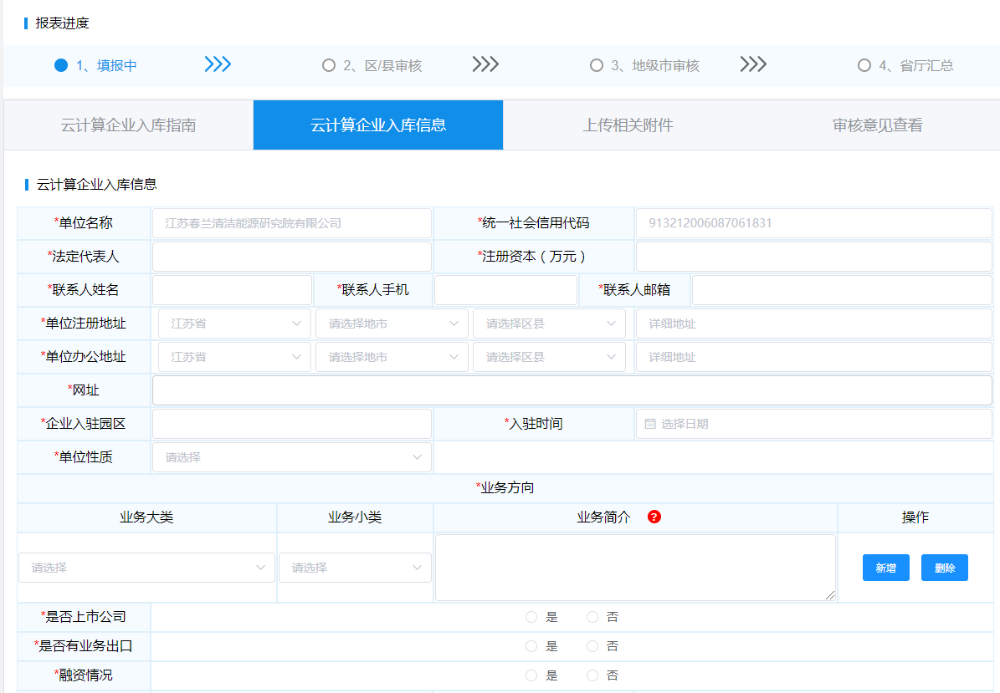 报表进度
1、填报中 2、区/县审核 3、地级市审核 4、省厅汇总
云计算企业入库指南 云计算企业入库信息 上传相关附件 审核意见查看
云计算企业入库信息
*单位名称 江苏春兰清洁能源研究院有限公司 *统一社会信用代码 913212006087061831
*法定代表人 *注册资本（万元）
*联系人姓名 *联系人手机 *联系人邮箱
*单位注册地址 江苏省 请选择地市 请选择区县 详细地址
*单位办公地址 江苏省 请选择地市 请选择区县 详细地址
*网址
*企业入驻园区 *入驻时间 选择日期
*单位性质 请选择
*业务方向
业务大类 业务小类 业务简介 ? 操作
请选择 请选择 新增 删除
*是否上市公司 是 否
*是否有业务出口 是 否
*融资情况 是 否